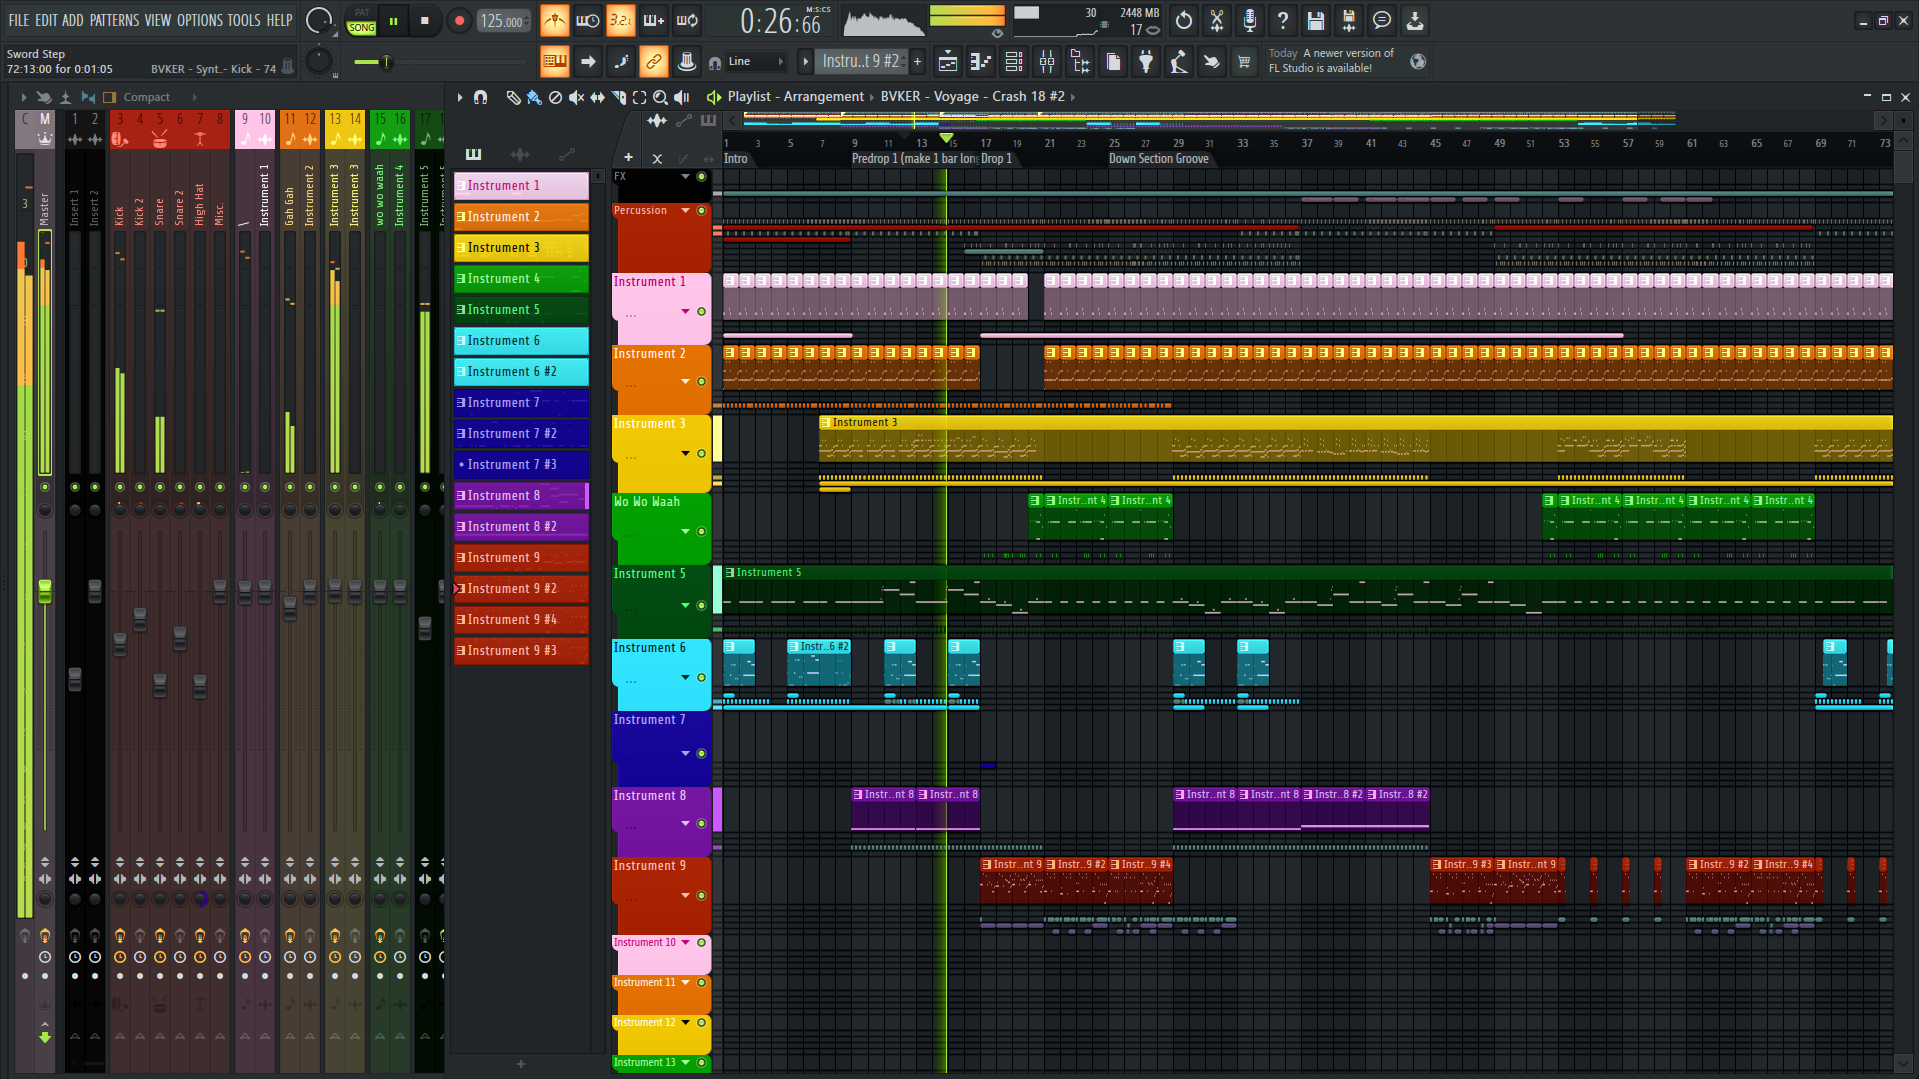 FILE EDIT ADD PATTERNS VIEW OPTIONS TOOLS HELP
PAT
SONG
125.000
3.2.
0:26:66
M:S:CS
30
2448 MB
17
Sword Step
72:13:00 for 0:01:05
BVKER - Synt.. - Kick - 74
Line
Instru..t 9 #2
Today A newer version of
FL Studio is available!
Compact
Playlist - Arrangement
BVKER - Voyage - Crash 18 #2
C M 1 2 3 4 5 6 7 8 9 10 11 12 13 14 15 16 17
1 3 5 7 9 11 13 15 17 19 21 23 25 27 29 31 33 35 37 39 41 43 45 47 49 51 53 55 57 59 61 63 65 67 69 71 73
Intro
Predrop 1 (make 1 bar long
Drop 1
Down Section Groove
3
Master
Insert 1
Insert 2
Kick
Kick 2
Snare
Snare 2
High Hat
Misc.
Instrument 1
Gah Gah
Instrument 2
Instrument 3
Instrument 3
wo wo waah
Instrument 4
Instrument 5
Instrument 1
Instrument 2
Instrument 3
Instrument 4
Instrument 5
Instrument 6
Instrument 6 #2
Instrument 7
Instrument 7 #2
Instrument 7 #3
Instrument 8
Instrument 8 #2
Instrument 9
Instrument 9 #2
Instrument 9 #4
Instrument 9 #3
FX
Percussion
Instrument 1
Instrument 2
Instrument 3
Instrument 3
Wo Wo Waah
Instr..nt 4
Instr..nt 4
Instr..nt 4
Instr..nt 4
Instr..nt 4
Instr..nt 4
Instrument 5
Instrument 5
Instrument 6
Instr..6 #2
Instrument 7
Instrument 8
Instr..nt 8
Instr..nt 8
Instr..nt 8
Instr..nt 8
Instr..8 #2
Instr..8 #2
Instrument 9
Instr..nt 9
Instr..9 #2
Instr..9 #4
Instr..9 #3
Instr..nt 9
Instr..9 #2
Instr..9 #4
Instrument 10
Instrument 11
Instrument 12
Instrument 13